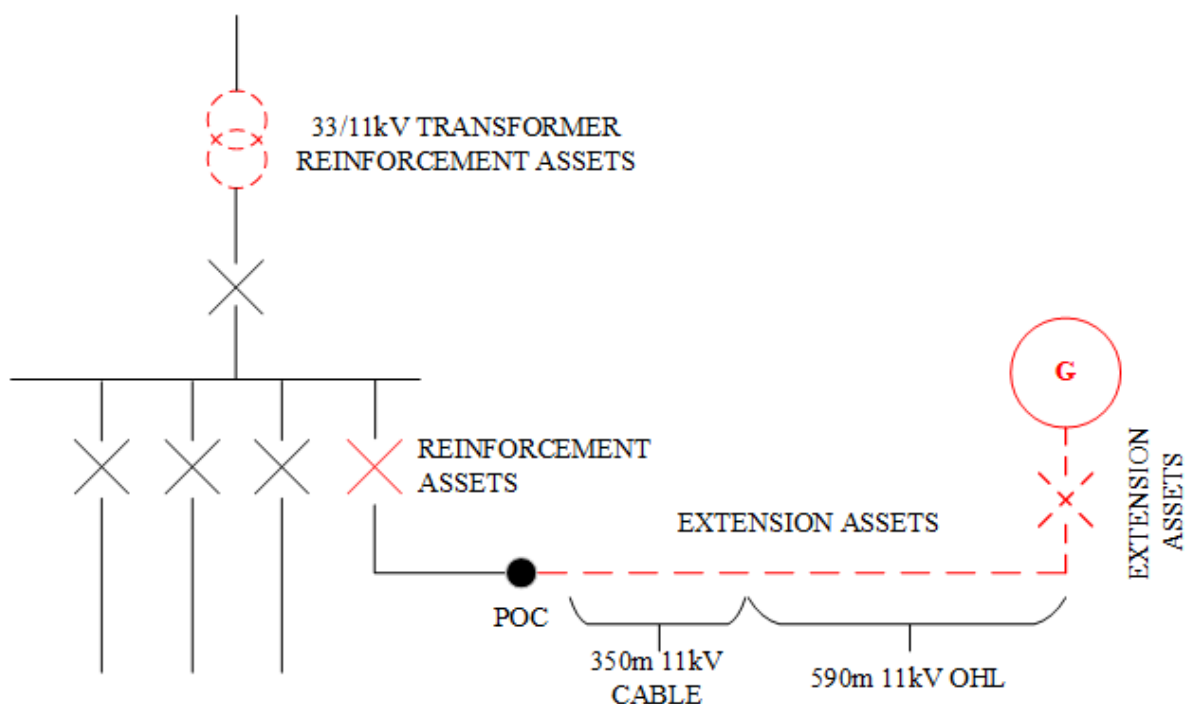 33/11kV TRANSFORMER
REINFORCEMENT ASSETS
G
REINFORCEMENT
ASSETS
EXTENSION ASSETS
EXTENSION
ASSETS
POC
350m 11kV
CABLE
590m 11kV OHL